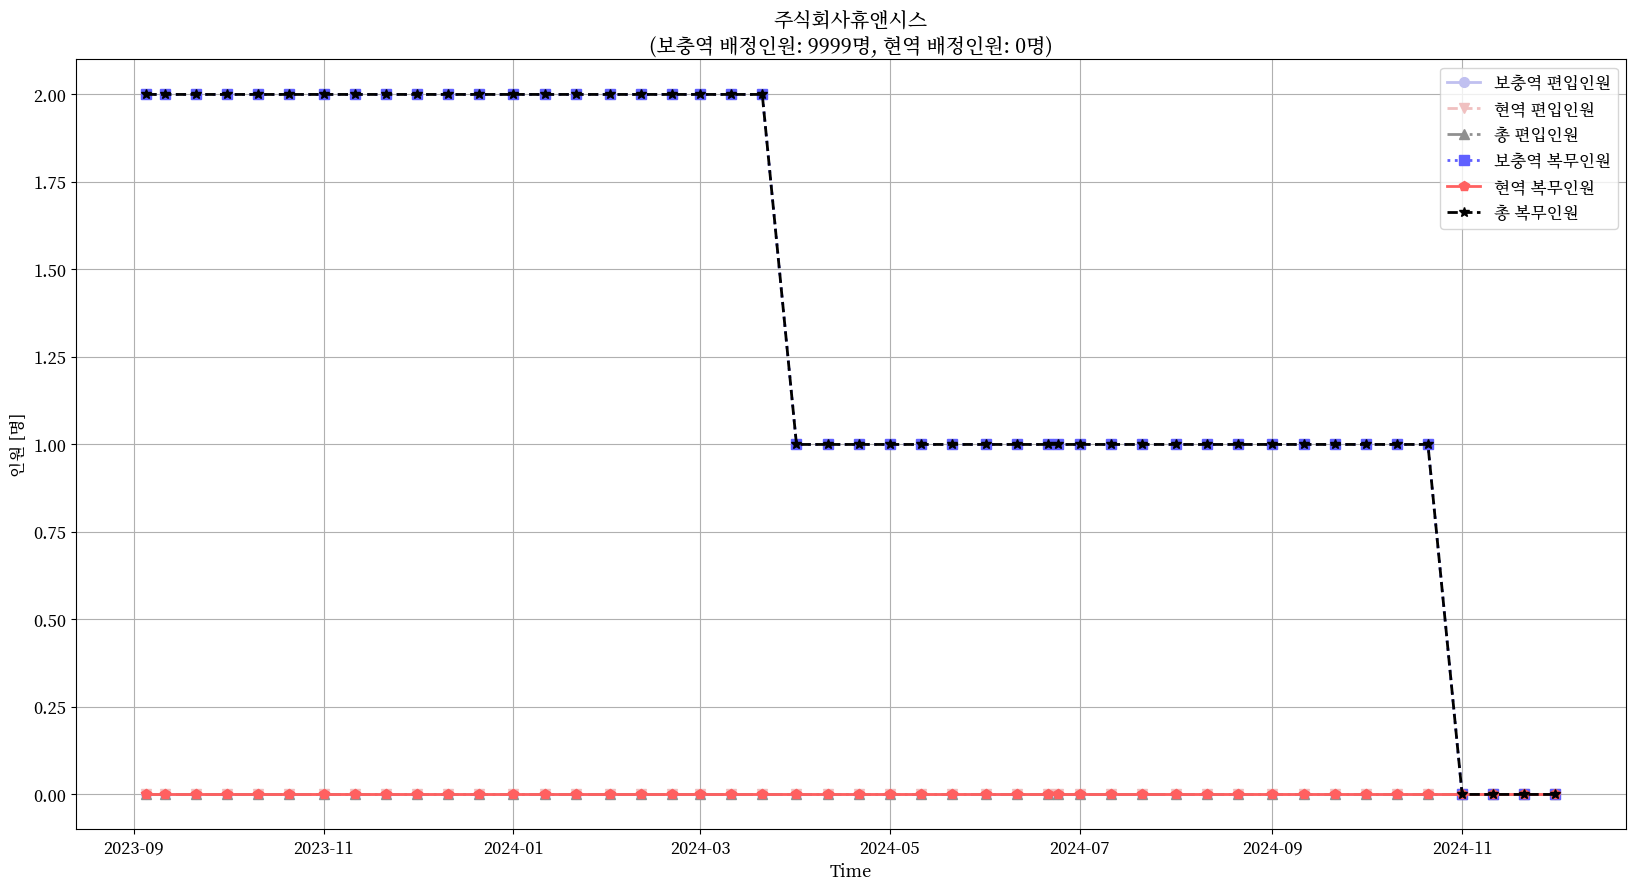 주식회사휴앤시스
(보충역 배정인원: 9999명, 현역 배정인원: 0명)
보충역 편입인원
현역 편입인원
총 편입인원
보충역 복무인원
현역 복무인원
총 복무인원
2.00
1.75
1.50
1.25
1.00
0.75
0.50
0.25
0.00
인원 [명]
2023-09 2023-11 2024-01 2024-03 2024-05 2024-07 2024-09 2024-11
Time